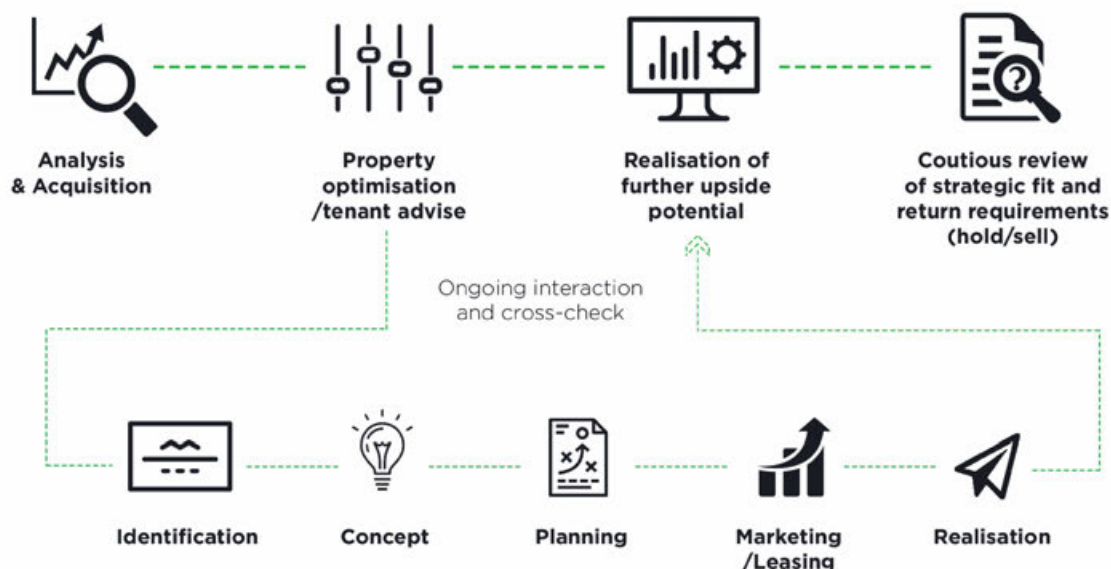 Analysis
& Acquisition
Property
optimisation
/tenant advise
Realisation of
further upside
potential
?
Coutious review
of strategic fit and
return requirements
(hold/sell)
Ongoing interaction
and cross-check
Identification
Concept
Planning
Marketing
/Leasing
Realisation